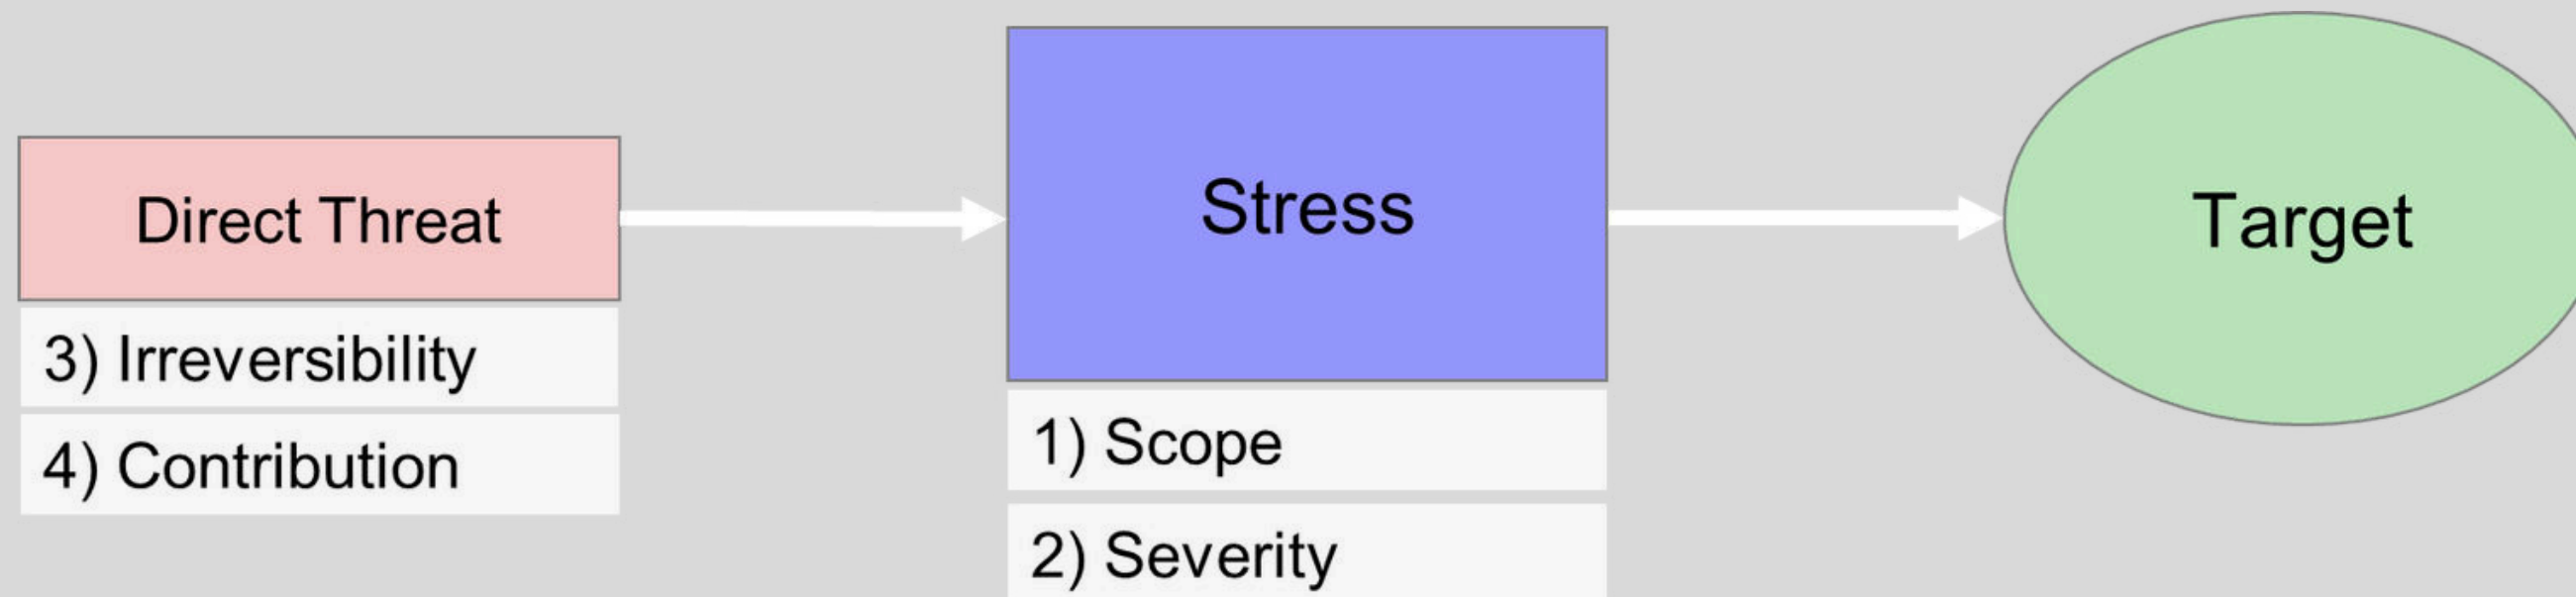 Direct Threat
3) Irreversibility
4) Contribution
Stress
1) Scope
2) Severity
Target